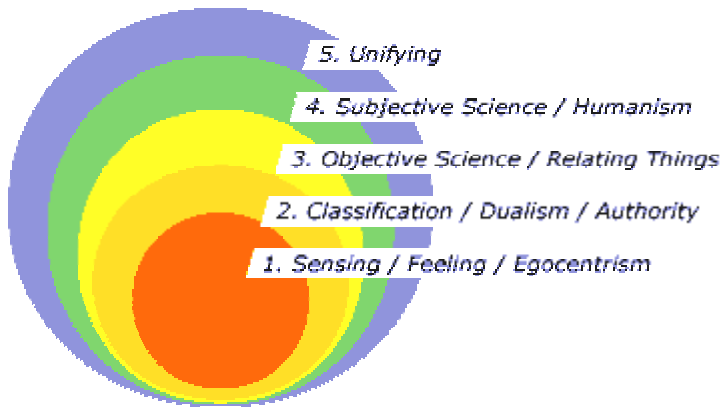 5. Unifying
4. Subjective Science / Humanism
3. Objective Science / Relating Things
2. Classification / Dualism / Authority
1. Sensing / Feeling / Egocentrism